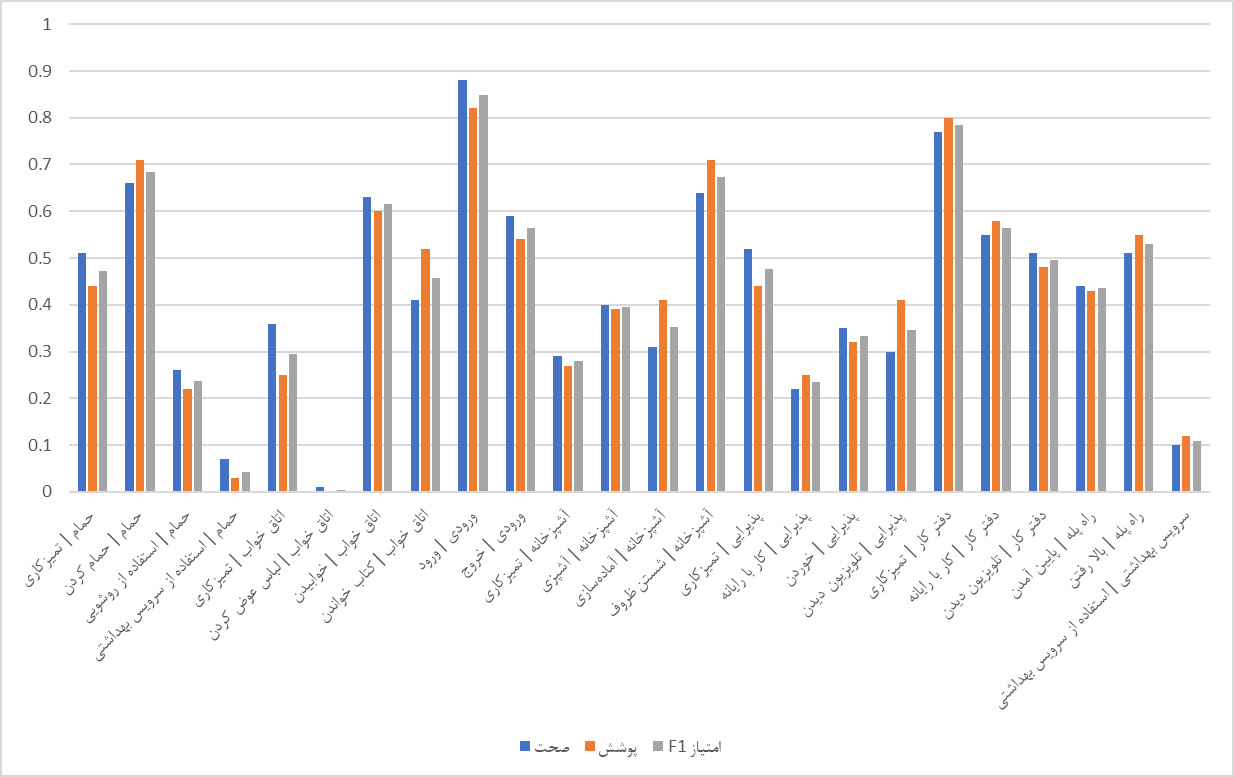 1
0.9
0.8
0.7
0.6
0.5
0.4
0.3
0.2
0.1
0
حمام | تمیزکاری
حمام | حمام کردن
حمام | استفاده از روشویی
حمام | استفاده از سرویس بهداشتی
اتاق خواب | تمیزکاری
اتاق خواب | لباس عوض کردن
اتاق خواب | خوابیدن
اتاق خواب | کتاب خواندن
ورودی | ورود
ورودی | خروج
آشپزخانه | تمیزکاری
آشپزخانه | آشپزی
آشپزخانه | آماده‌سازی
آشپزخانه | شستن ظروف
پذیرایی | تمیزکاری
پذیرایی | کار با رایانه
پذیرایی | خوردن
پذیرایی | تلویزیون دیدن
دفتر کار | تمیزکاری
دفتر کار | کار با رایانه
دفتر کار | تلویزیون دیدن
راه پله | پایین آمدن
راه پله | بالا رفتن
سرویس بهداشتی | استفاده از سرویس بهداشتی
صحت
پوشش
امتیاز F1